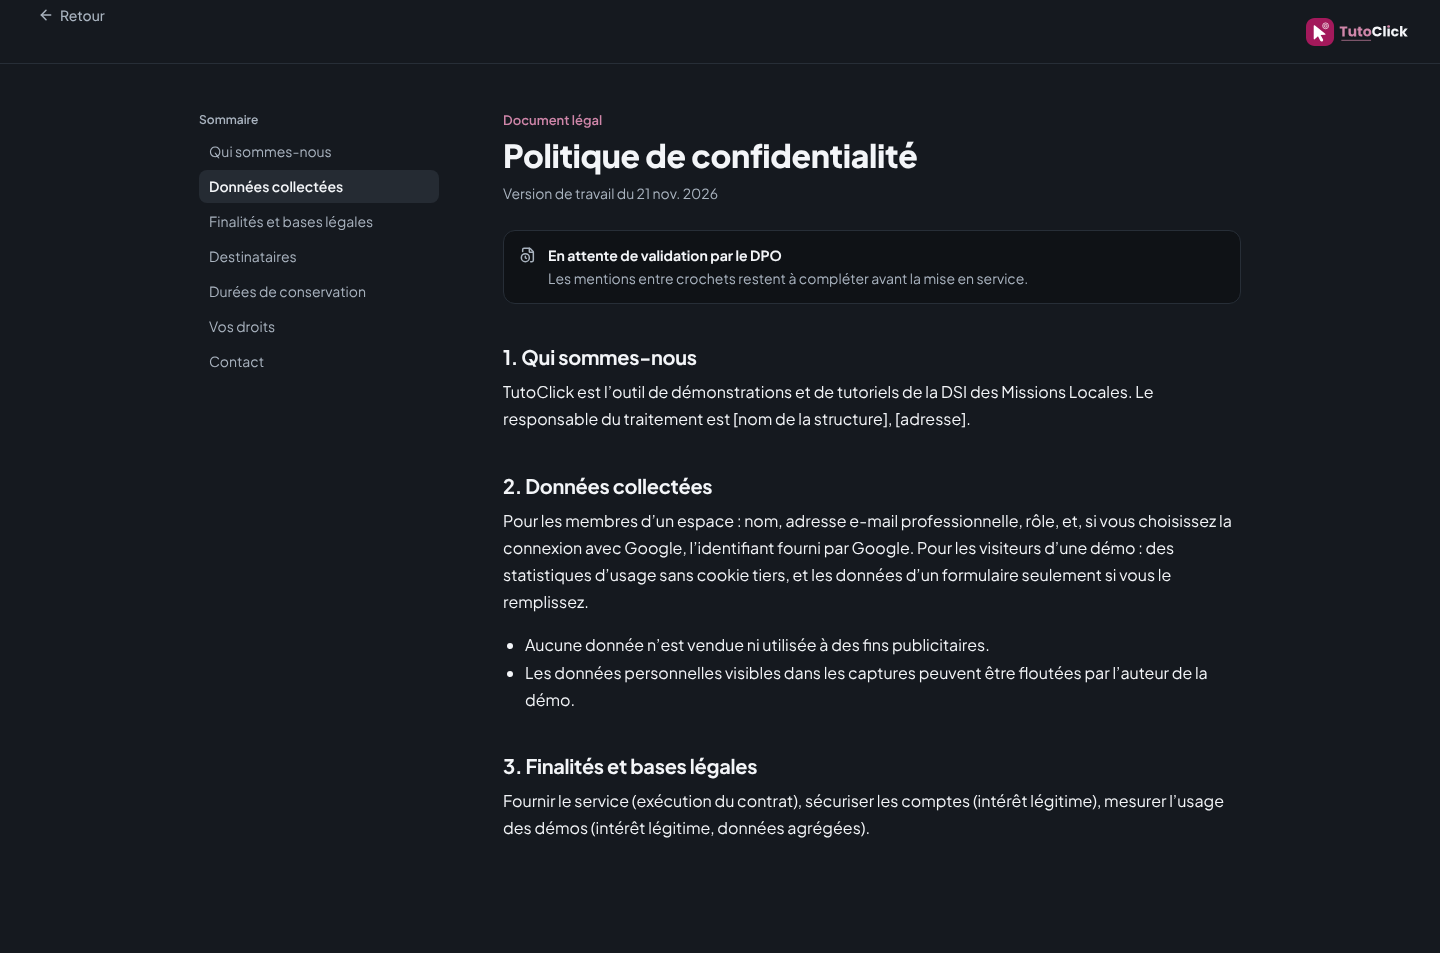 Retour
TutoClick
Sommaire
Qui sommes-nous
Données collectées
Finalités et bases légales
Destinataires
Durées de conservation
Vos droits
Contact
Document légal
Politique de confidentialité
Version de travail du 21 nov. 2026
En attente de validation par le DPO
Les mentions entre crochets restent à compléter avant la mise en service.
1. Qui sommes-nous
TutoClick est l’outil de démonstrations et de tutoriels de la DSI des Missions Locales. Le
responsable du traitement est [nom de la structure], [adresse].
2. Données collectées
Pour les membres d’un espace : nom, adresse e-mail professionnelle, rôle, et, si vous choisissez la
connexion avec Google, l’identifiant fourni par Google. Pour les visiteurs d’une démo : des
statistiques d’usage sans cookie tiers, et les données d’un formulaire seulement si vous le
remplissez.
• Aucune donnée n’est vendue ni utilisée à des fins publicitaires.
• Les données personnelles visibles dans les captures peuvent être floutées par l’auteur de la
démo.
3. Finalités et bases légales
Fournir le service (exécution du contrat), sécuriser les comptes (intérêt légitime), mesurer l’usage
des démos (intérêt légitime, données agrégées).